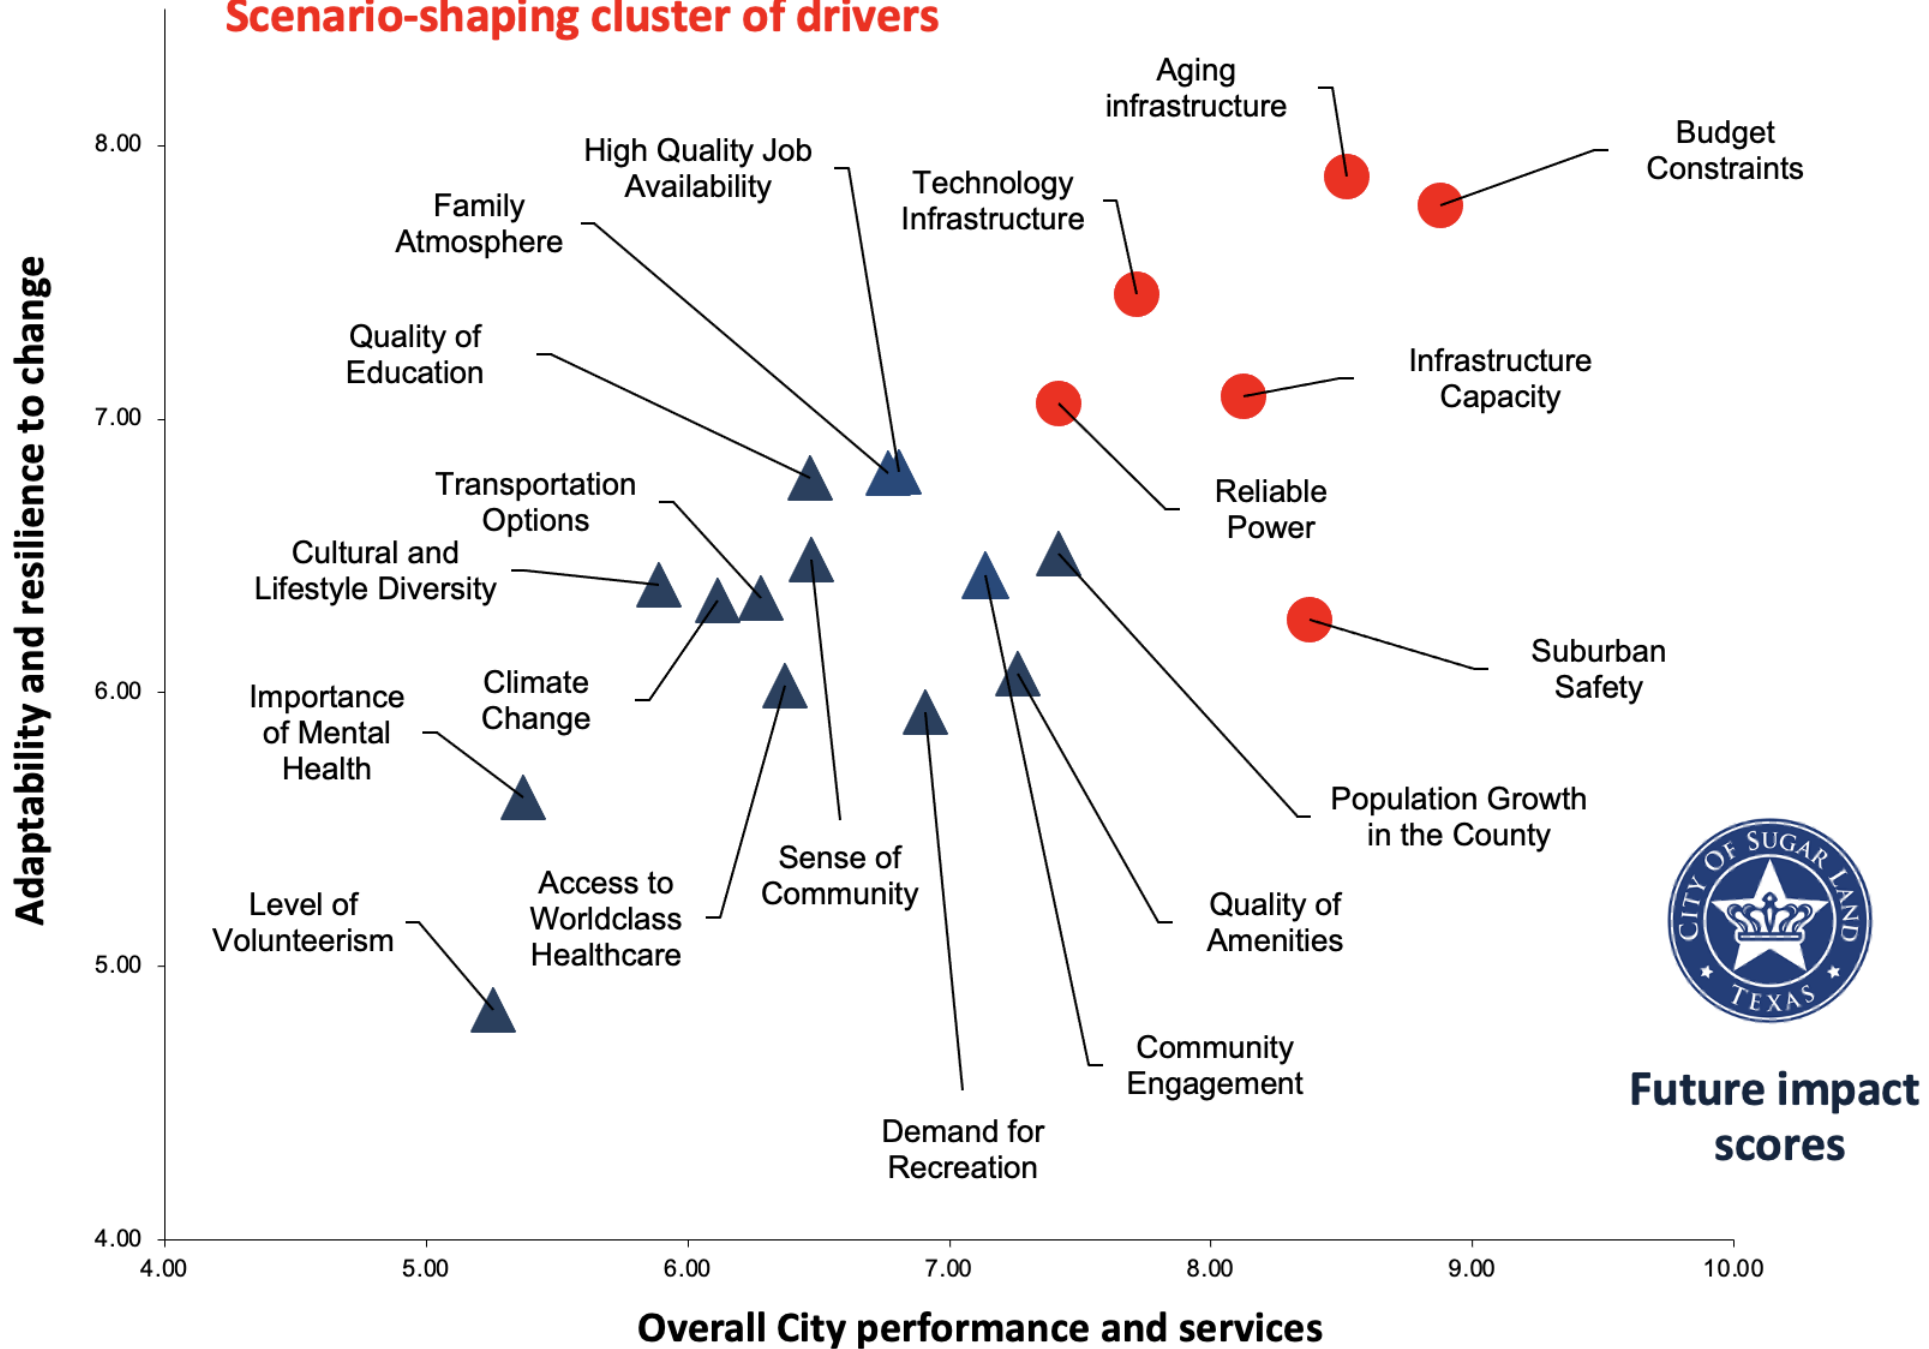 Scenario-shaping cluster of drivers
Aging
infrastructure
Budget
Constraints
High Quality Job
Availability
Technology
Infrastructure
Family
Atmosphere
Quality of
Education
Infrastructure
Capacity
Transportation
Options
Reliable
Power
Cultural and
Lifestyle Diversity
Climate
Change
Suburban
Safety
Importance
of Mental
Health
Population Growth
in the County
Sense of
Community
Access to
Worldclass
Healthcare
Level of
Volunteerism
Quality of
Amenities
Community
Engagement
Demand for
Recreation
Adaptability and resilience to change
8.00
7.00
6.00
5.00
4.00
4.00
5.00
6.00
7.00
8.00
9.00
10.00
Overall City performance and services
CITY OF SUGAR LAND
TEXAS
Future impact
scores